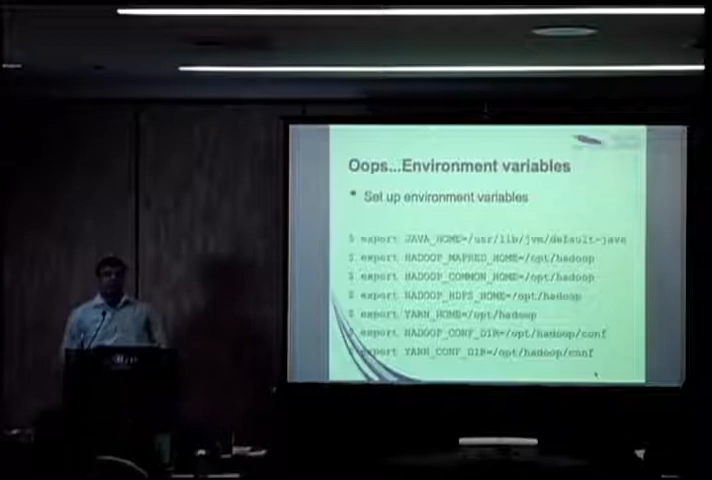 Oops...Environment variables
* Set up environment variables
$ export JAVA_HOME=/usr/lib/jvm/default-java
$ export HADOOP_MAPRED_HOME=/opt/hadoop
$ export HADOOP_COMMON_HOME=/opt/hadoop
$ export HADOOP_HDFS_HOME=/opt/hadoop
$ export YARN_HOME=/opt/hadoop
$ export HADOOP_CONF_DIR=/opt/hadoop/conf
$ export YARN_CONF_DIR=/opt/hadoop/conf